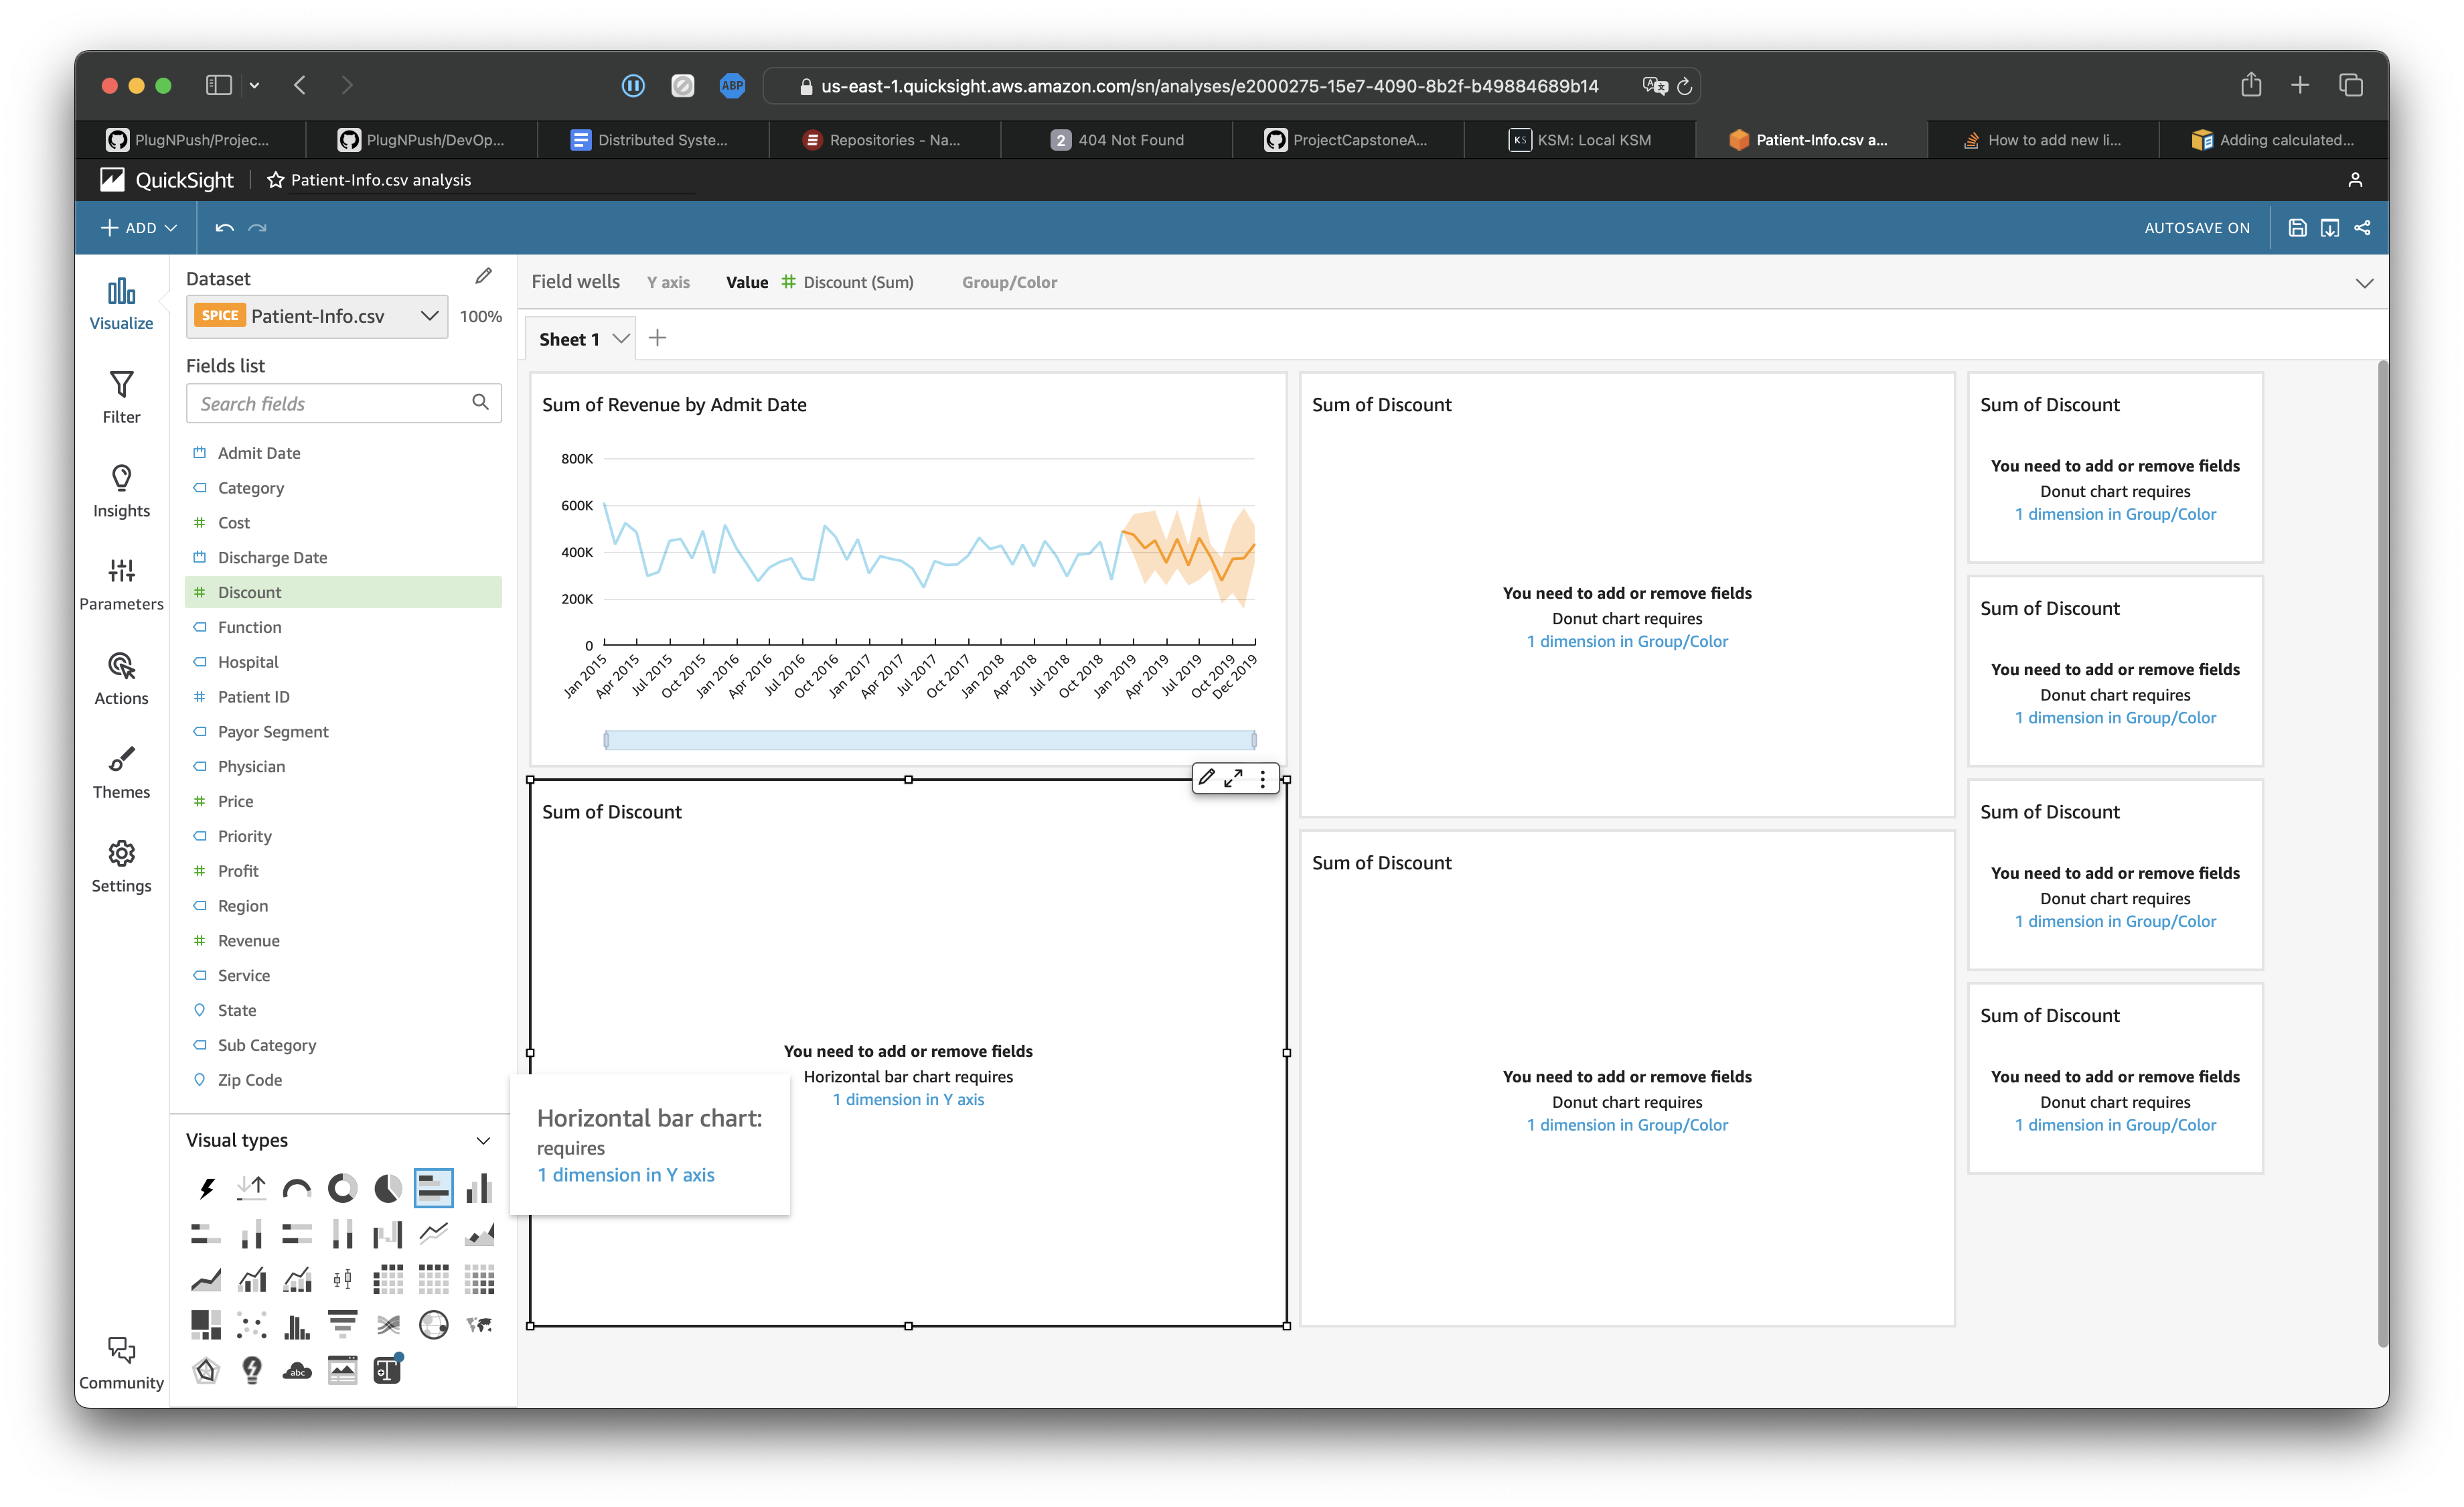 ABP
us-east-1.quicksight.aws.amazon.com/sn/analyses/e2000275-15e7-4090-8b2f-b49884689b14
PlugNPush/Projec...
PlugNPush/DevOp...
Distributed Syste...
Repositories - Na...
2 404 Not Found
ProjectCapstoneA...
KS KSM: Local KSM
Patient-Info.csv a...
How to add new li...
Adding calculated...
QuickSight
Patient-Info.csv analysis
ADD
AUTOSAVE ON
Visualize
Filter
Insights
Parameters
Actions
Themes
Settings
Community
Dataset
SPICE Patient-Info.csv 100%
Fields list
Search fields
Admit Date
Category
Cost
Discharge Date
Discount
Function
Hospital
Patient ID
Payor Segment
Physician
Price
Priority
Profit
Region
Revenue
Service
State
Sub Category
Zip Code
Visual types
abc
Field wells Y axis Value Discount (Sum) Group/Color
Sheet 1
Sum of Revenue by Admit Date
800K
600K
400K
200K
0
Jan 2015 Apr 2015 Jul 2015 Oct 2015 Jan 2016 Apr 2016 Jul 2016 Oct 2016 Jan 2017 Apr 2017 Jul 2017 Oct 2017 Jan 2018 Apr 2018 Jul 2018 Oct 2018 Jan 2019 Apr 2019 Jul 2019 Oct 2019 Dec 2019
Sum of Discount
You need to add or remove fields
Horizontal bar chart requires
1 dimension in Y axis
Horizontal bar chart:
requires
1 dimension in Y axis
Sum of Discount
You need to add or remove fields
Donut chart requires
1 dimension in Group/Color
Sum of Discount
You need to add or remove fields
Donut chart requires
1 dimension in Group/Color
Sum of Discount
You need to add or remove fields
Donut chart requires
1 dimension in Group/Color
Sum of Discount
You need to add or remove fields
Donut chart requires
1 dimension in Group/Color
Sum of Discount
You need to add or remove fields
Donut chart requires
1 dimension in Group/Color
Sum of Discount
You need to add or remove fields
Donut chart requires
1 dimension in Group/Color